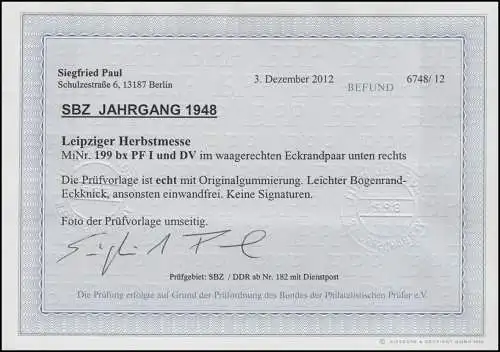 Siegfried Paul
Schulzestraße 6, 13187 Berlin
3. Dezember 2012
BEFUND
6748/ 12
SBZ JAHRGANG 1948
Leipziger Herbstmesse
MiNr. 199 bx PF I und DV im waagerechten Eckrandpaar unten rechts
Die Prüfvorlage ist echt mit Originalgummierung. Leichter Bogenrand-
Eckknick, ansonsten einwandfrei. Keine Signaturen.
Foto der Prüfvorlage umseitig.
Prüfgebiet: SBZ / DDR ab Nr. 182 mit Dienstpost
Die Prüfung erfolgte auf Grund der Prüfordnung des Bundes der Philatelistischen Prüfer e.V.